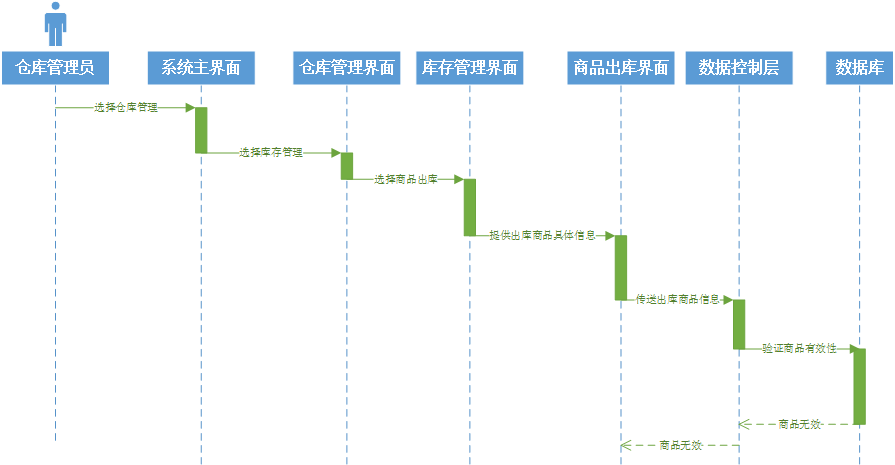 仓库管理员
系统主界面
仓库管理界面
库存管理界面
商品出库界面
数据控制层
数据库
选择仓库管理
选择库存管理
选择商品出库
提供出库商品具体信息
传送出库商品信息
验证商品有效性
商品无效
商品无效